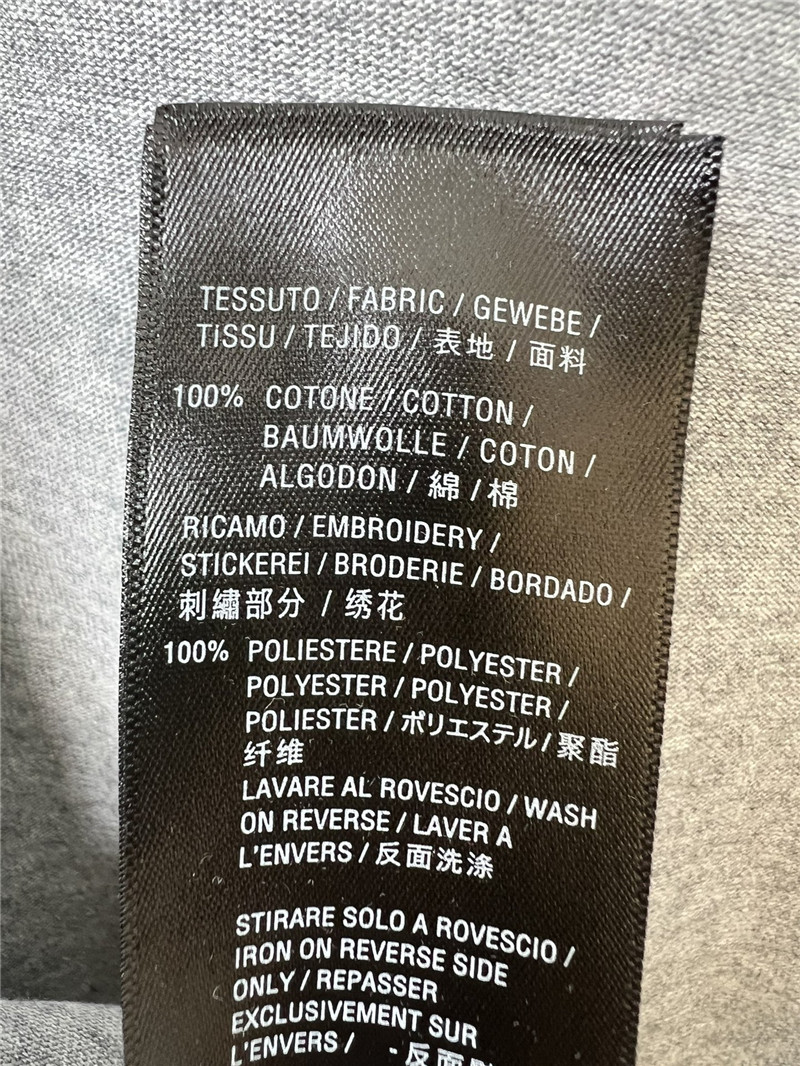 TESSUTO / FABRIC / GEWEBE /
TiSSU / TEJIDO / 表地 / 面料
100% COTONE / COTTON /
BAUMWOLLE / COTON /
ALGODON / 綿 / 棉
RICAMO / EMBROIDERY /
STICKEREI / BRODERIE / BORDADO /
刺繍部分 / 绣花
100% POLIESTERE / POLYESTER /
POLYESTER / POLYESTER /
POLIESTER / ポリエステル / 聚酯
纤维
LAVARE AL ROVESCIO / WASH
ON REVERSE / LAVER A
L'ENVERS / 反面洗涤
STIRARE SOLO A ROVESCIO /
IRON ON REVERSE SIDE
ONLY / REPASSER
EXCLUSIVEMENT SUR
L'ENVERS / - 反面